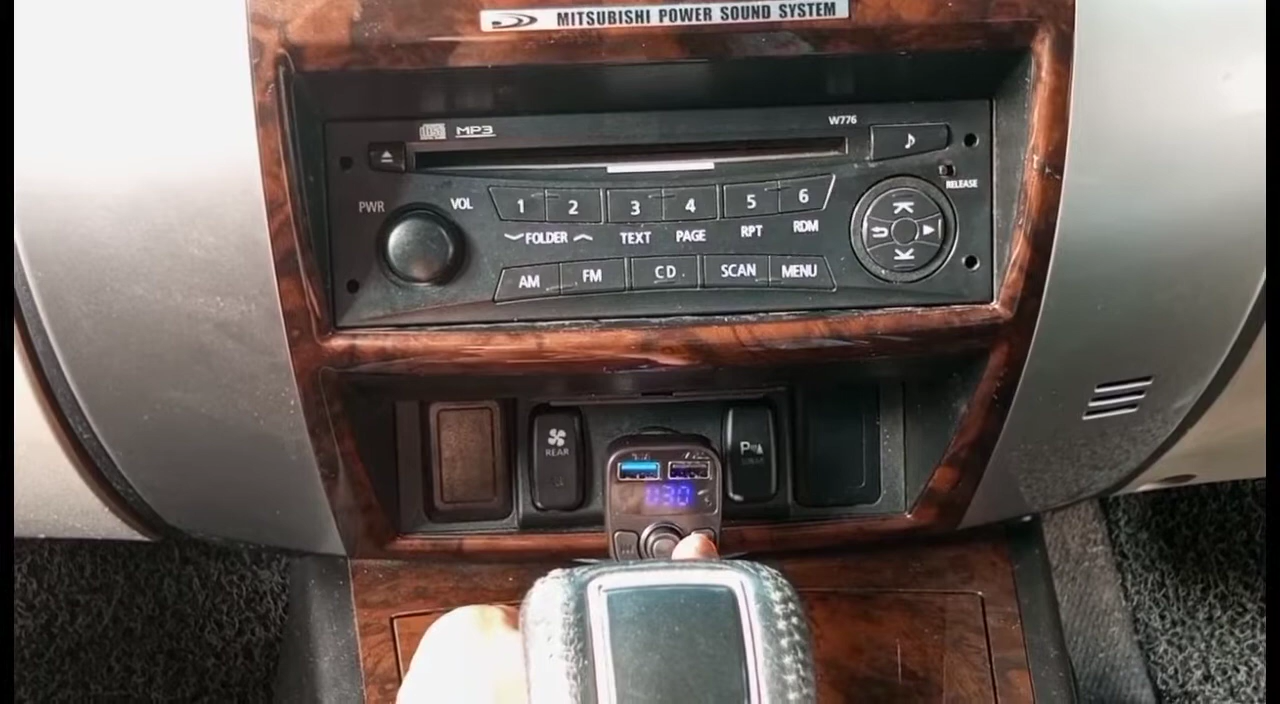 MITSUBISHI POWER SOUND SYSTEM
MP3
W776
PWR
VOL
1 2 3 4 5 6
RELEASE
FOLDER TEXT PAGE RPT RDM
AM FM CD SCAN MENU
REAR
P
030